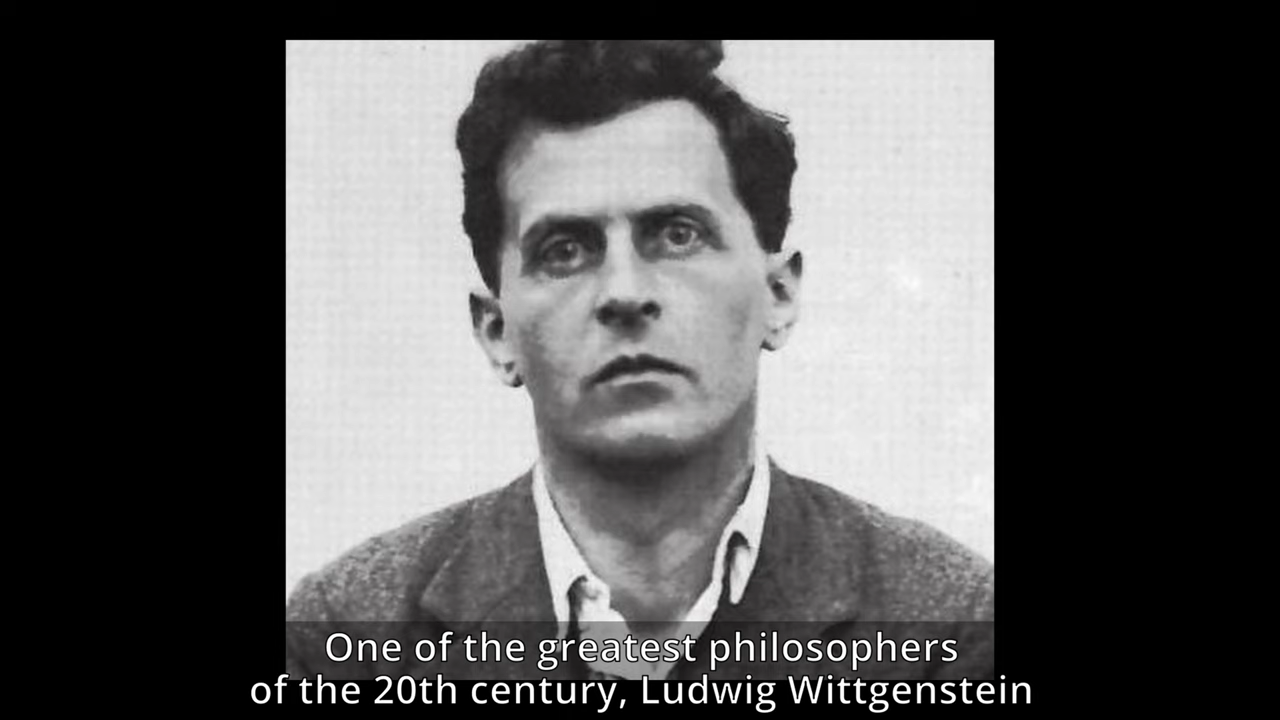 One of the greatest philosophers
of the 20th century, Ludwig Wittgenstein